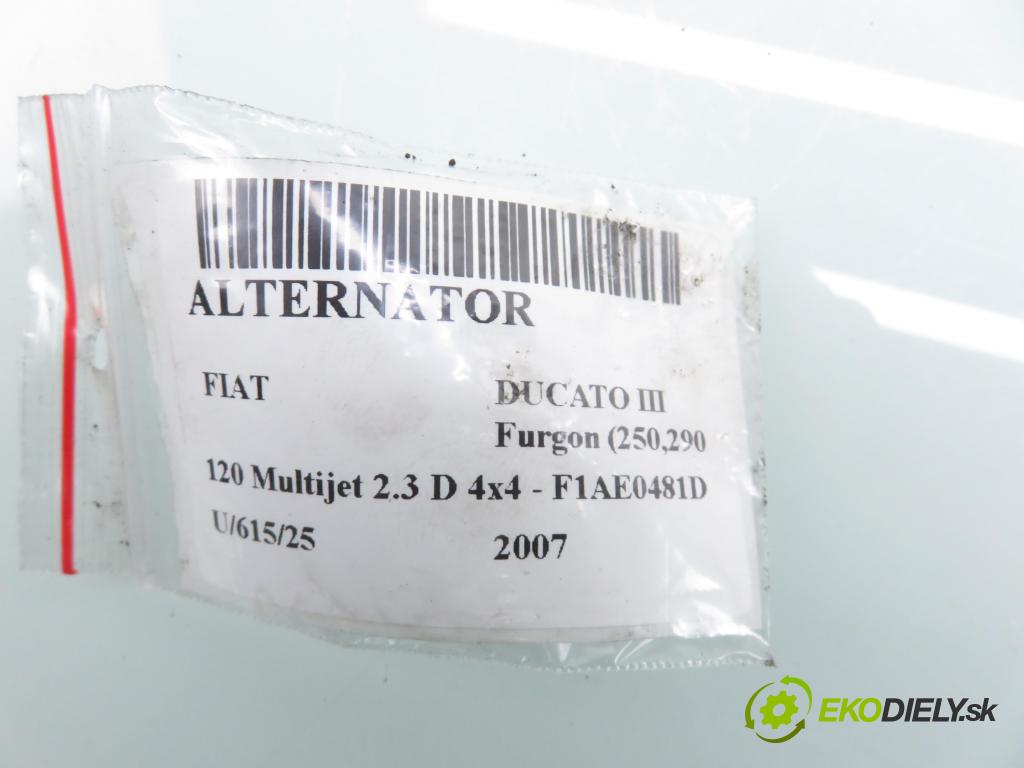 ALTERNATOR
FIAT DUCATO III
Furgon (250,290
120 Multijet 2.3 D 4x4 - F1AE0481D
U/615/25 2007
EKODIELY.sk